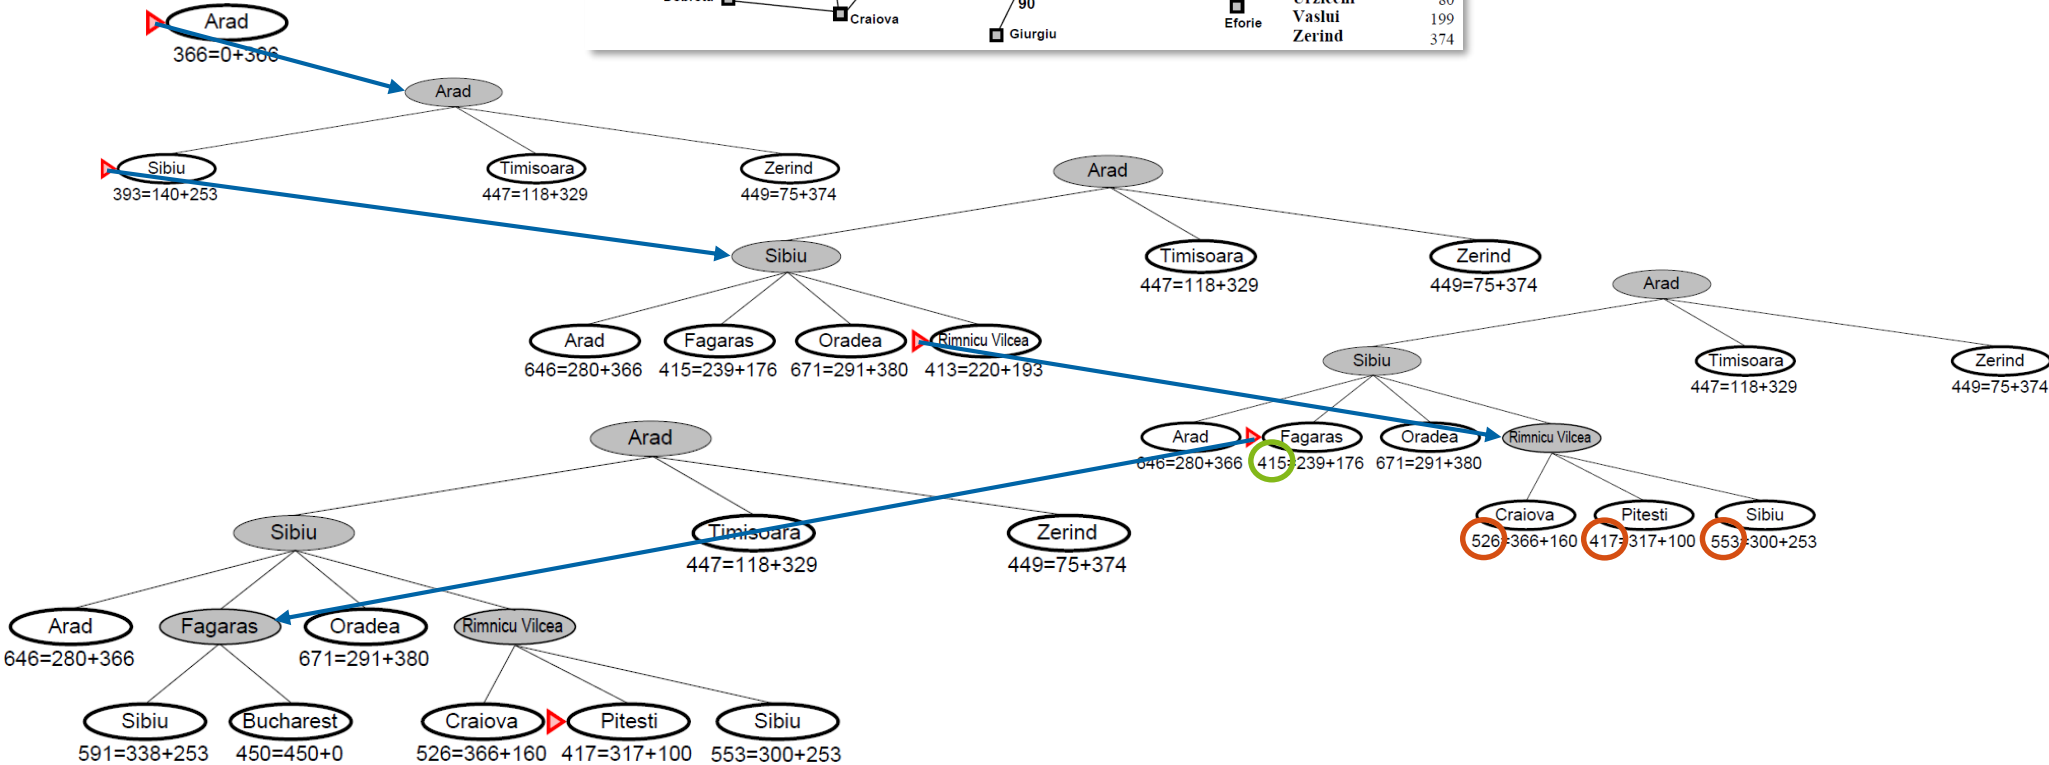 Craiova
90
Giurgiu
Eforie
Vaslui 199
Zerind 374
Arad
366=0+366
Arad
Sibiu Timisoara Zerind
393=140+253 447=118+329 449=75+374
Arad
Sibiu Timisoara Zerind
447=118+329 449=75+374
Arad Fagaras Oradea Rimnicu Vilcea
646=280+366 415=239+176 671=291+380 413=220+193
Arad
Sibiu Timisoara Zerind
447=118+329 449=75+374
Arad Fagaras Oradea Rimnicu Vilcea
646=280+366 415=239+176 671=291+380
Craiova Pitesti Sibiu
526=366+160 417=317+100 553=300+253
Arad
Sibiu Timisoara Zerind
447=118+329 449=75+374
Arad Fagaras Oradea Rimnicu Vilcea
646=280+366 671=291+380
Sibiu Bucharest Craiova Pitesti Sibiu
591=338+253 450=450+0 526=366+160 417=317+100 553=300+253